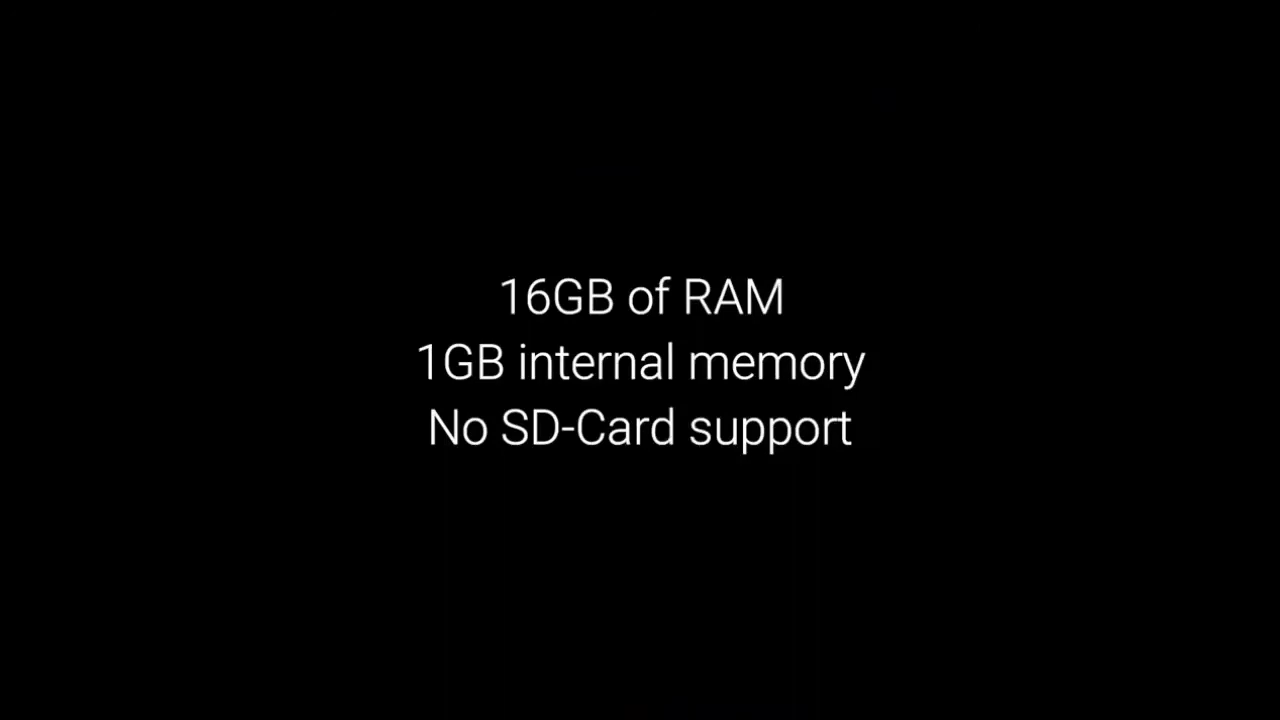 16GB of RAM
1GB internal memory
No SD-Card support